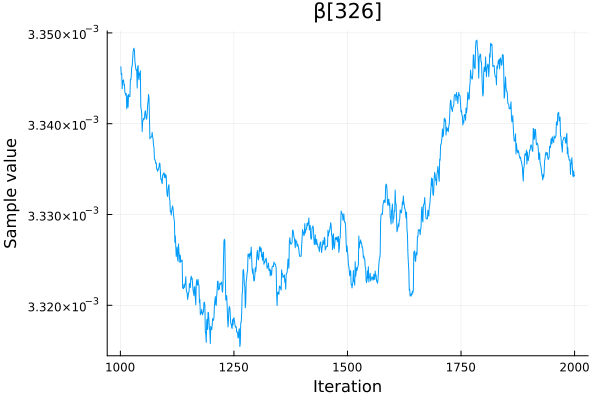 β[326]
3.350×10⁻³
3.340×10⁻³
3.330×10⁻³
3.320×10⁻³
Sample value
1000 1250 1500 1750 2000
Iteration